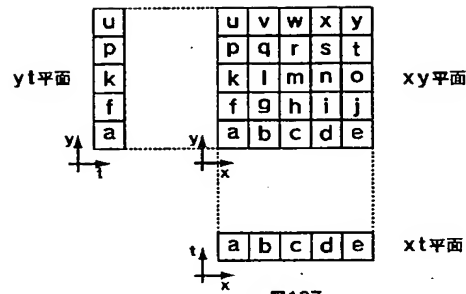 u u v w x y
p p q r s t
yt平面 k k l m n o xy平面
f f g h i j
a a b c d e
y t y x
a b c d e xt平面
t x